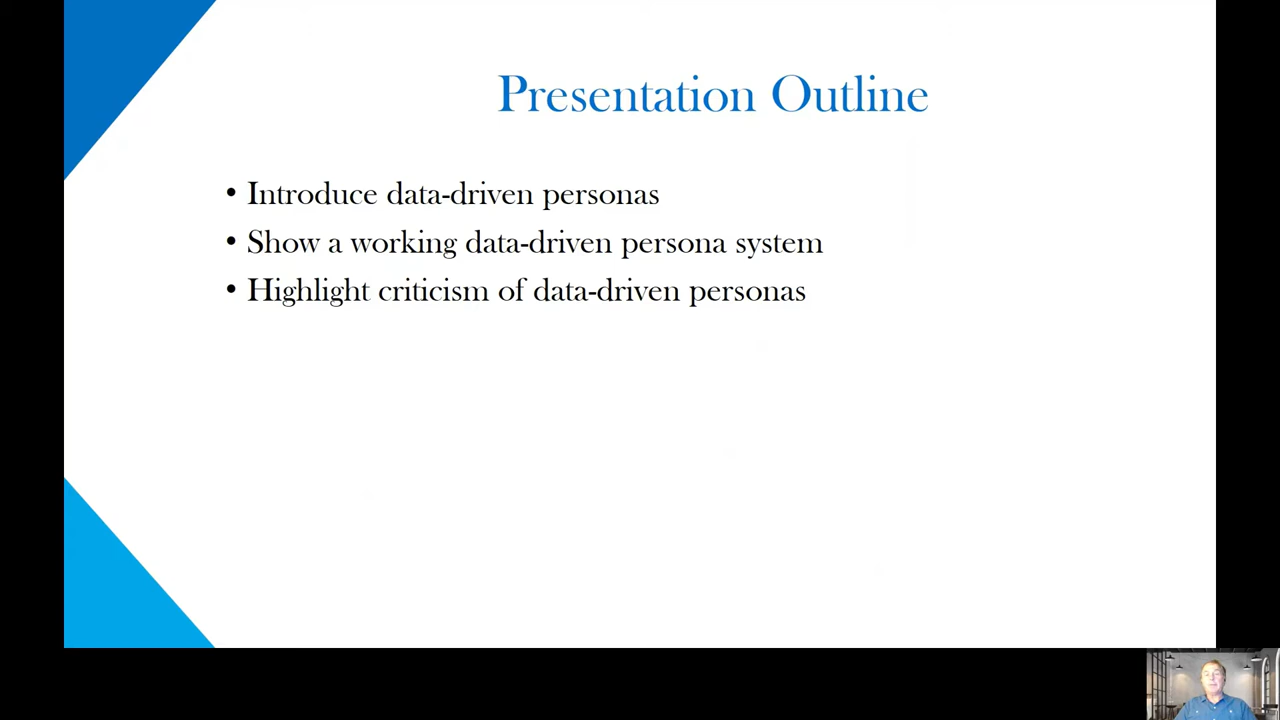 Presentation Outline
• Introduce data-driven personas
• Show a working data-driven persona system
• Highlight criticism of data-driven personas